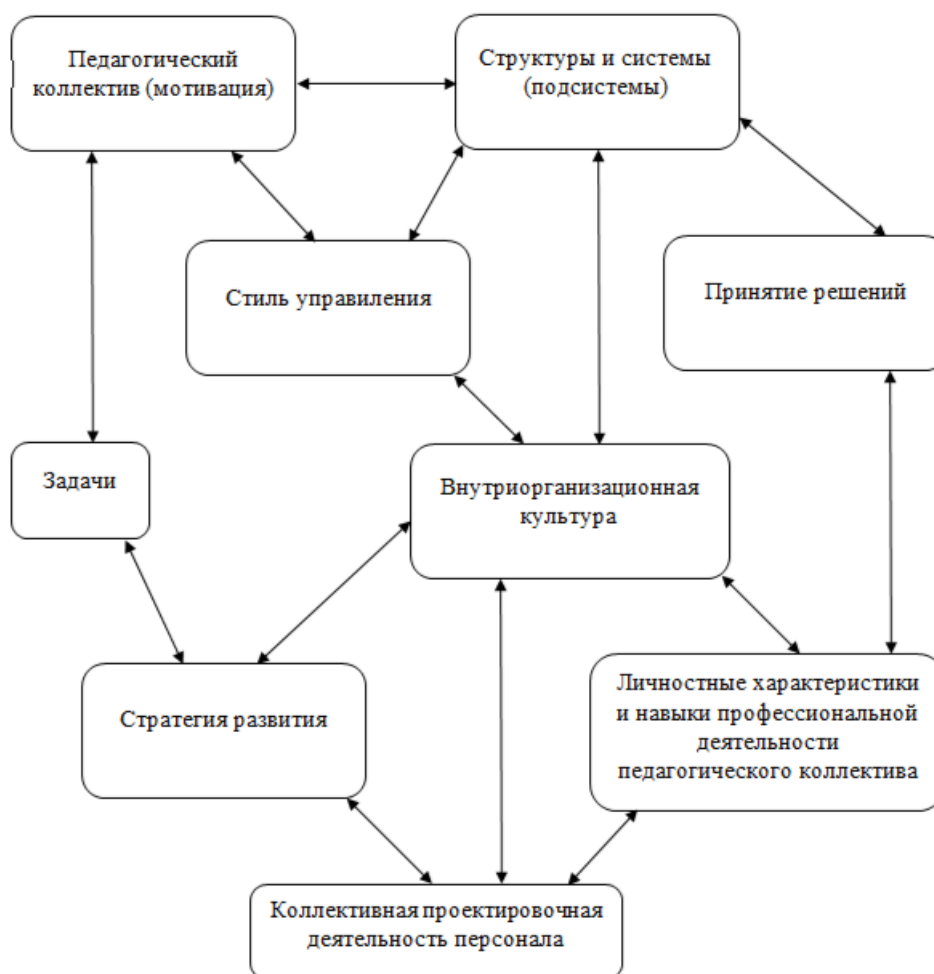 Педагогический
коллектив (мотивация)
Структуры и системы
(подсистемы)
Стиль управиления
Принятие решений
Задачи
Внутриорганизационная
культура
Стратегия развития
Личностные характеристики
и навыки профессиональной
деятельности
педагогического коллектива
Коллективная проектировочная
деятельность персонала